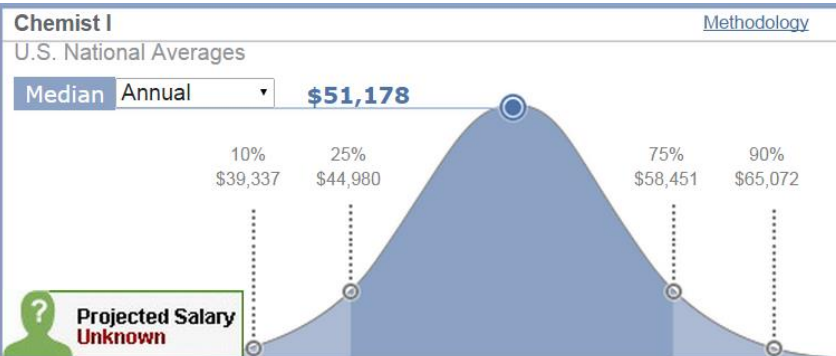 Chemist I
Methodology
U.S. National Averages
Median Annual $51,178
10% 25% 75% 90%
$39,337 $44,980 $58,451 $65,072
?
Projected Salary
Unknown